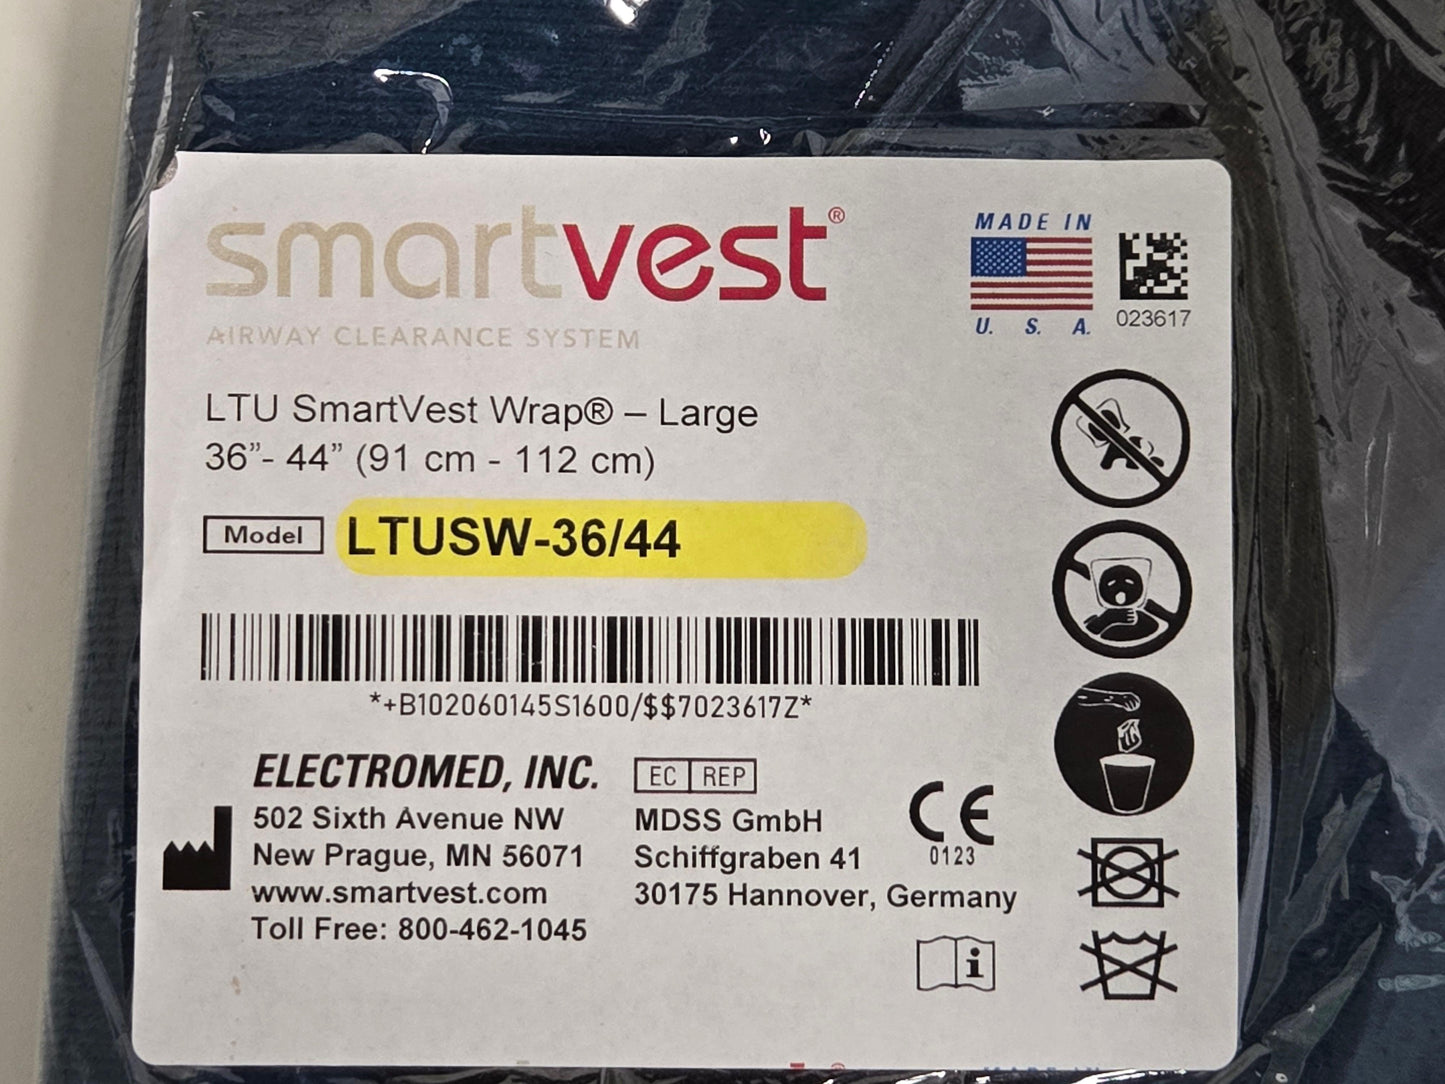 smartvest®
AIRWAY CLEARANCE SYSTEM
MADE IN
U. S. A.
023617
LTU SmartVest Wrap® – Large
36”- 44” (91 cm - 112 cm)
Model LTUSW-36/44
*+B102060145S1600/$$7023617Z*
ELECTROMED, INC.
502 Sixth Avenue NW
New Prague, MN 56071
www.smartvest.com
Toll Free: 800-462-1045
EC REP
MDSS GmbH
Schiffgraben 41
30175 Hannover, Germany
CE
0123
i